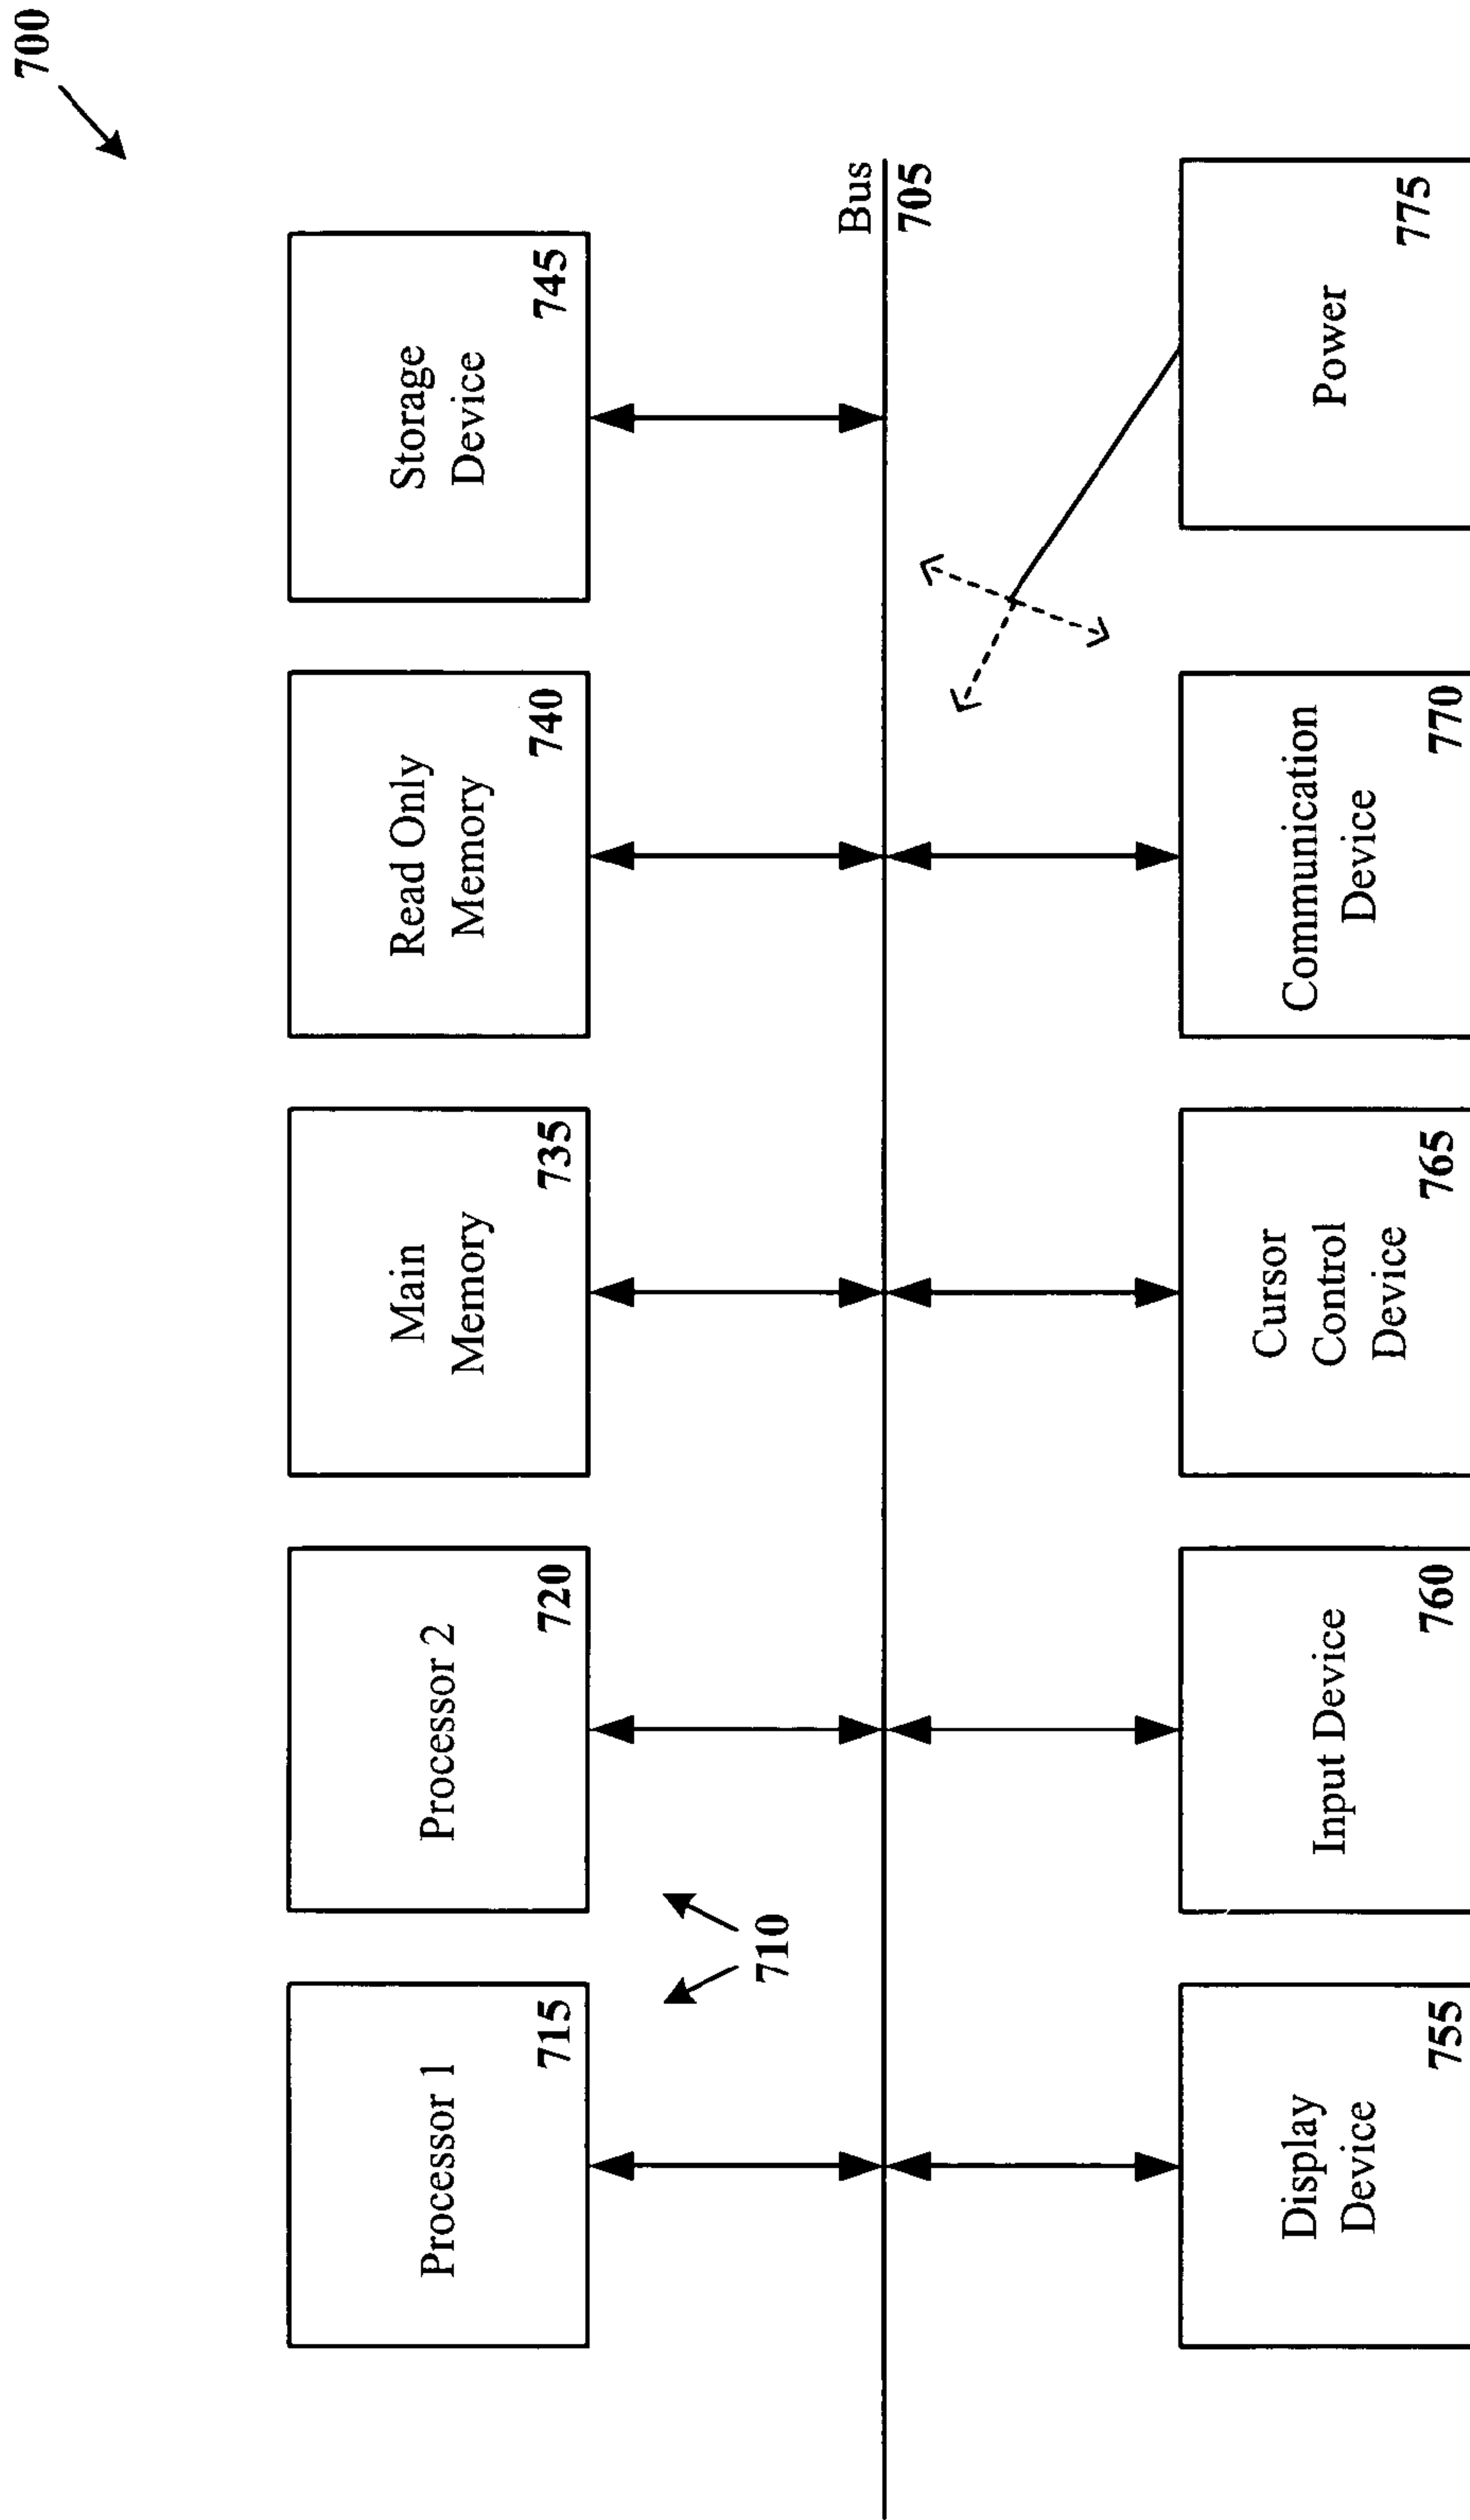 700
Processor 1
715
Processor 2
720
Main
Memory
735
Read Only
Memory
740
Storage
Device
745
710
Bus
705
Display
Device
755
Input Device
760
Cursor
Control
Device
765
Communication
Device
770
Power
775